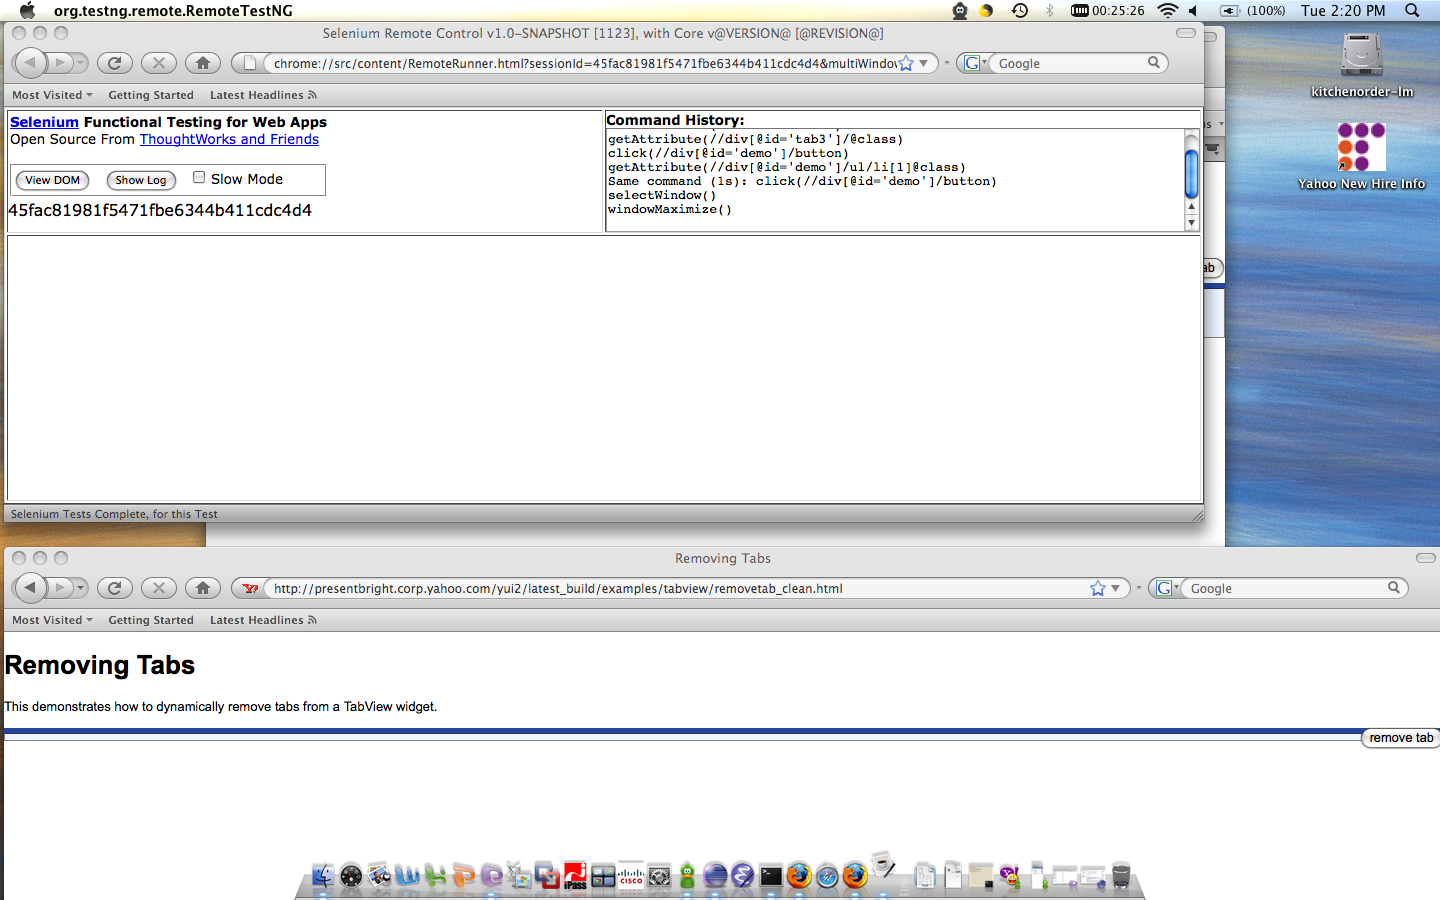 org.testng.remote.RemoteTestNG
00:25:26
(100%)
Tue 2:20 PM
Selenium Remote Control v1.0-SNAPSHOT [1123], with Core v@VERSION@ [@REVISION@]
chrome://src/content/RemoteRunner.html?sessionId=45fac81981f5471fbe6344b411cdc4d4&multiWindow
Google
Most Visited
Getting Started
Latest Headlines
kitchenorder-lm
Yahoo New Hire Info
Selenium Functional Testing for Web Apps
Open Source From ThoughtWorks and Friends
View DOM
Show Log
Slow Mode
45fac81981f5471fbe6344b411cdc4d4
Command History:
getAttribute(//div[@id='tab3']/@class)
click(//div[@id='demo']/button)
getAttribute(//div[@id='demo']/ul/li[1]@class)
Same command (1s): click(//div[@id='demo']/button)
selectWindow()
windowMaximize()
ab
Selenium Tests Complete, for this Test
Removing Tabs
http://presentbright.corp.yahoo.com/yui2/latest_build/examples/tabview/removetab_clean.html
Google
Most Visited
Getting Started
Latest Headlines
Removing Tabs
This demonstrates how to dynamically remove tabs from a TabView widget.
remove tab
iPass
CISCO